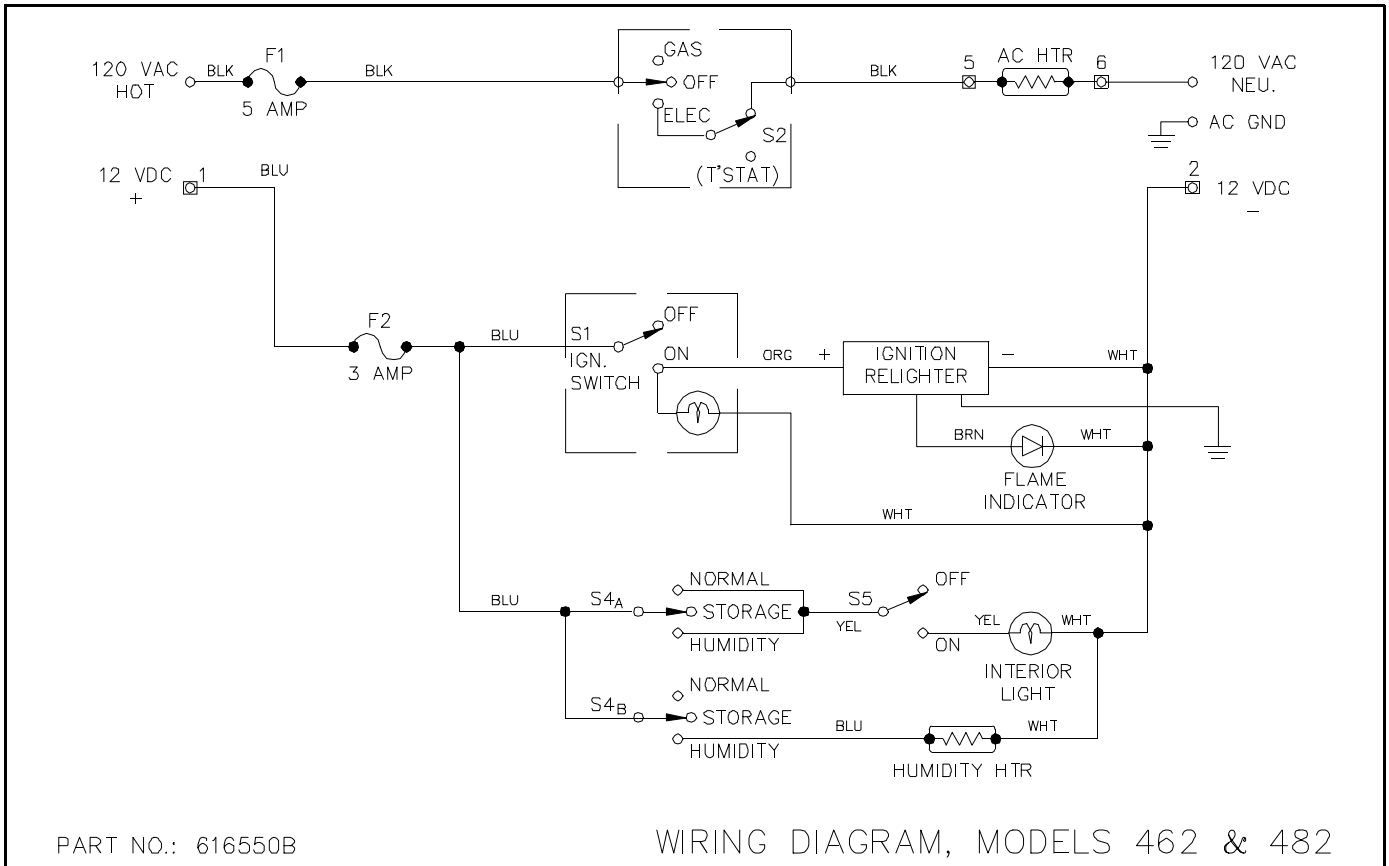 F1
120 VAC
HOT
BLK
BLK
5 AMP
GAS
OFF
ELEC
S2
(T'STAT)
BLK
5
AC HTR
6
120 VAC
NEU.
AC GND
12 VDC
+
1
BLU
2
12 VDC
–
F2
3 AMP
BLU
S1
IGN.
SWITCH
OFF
ON
ORG
+
IGNITION
RELIGHTER
–
WHT
BRN
WHT
FLAME
INDICATOR
WHT
BLU
S4A
NORMAL
STORAGE
HUMIDITY
S5
YEL
OFF
ON
YEL
WHT
INTERIOR
LIGHT
S4B
NORMAL
STORAGE
HUMIDITY
BLU
WHT
HUMIDITY HTR
PART NO.: 616550B
WIRING DIAGRAM, MODELS 462 & 482